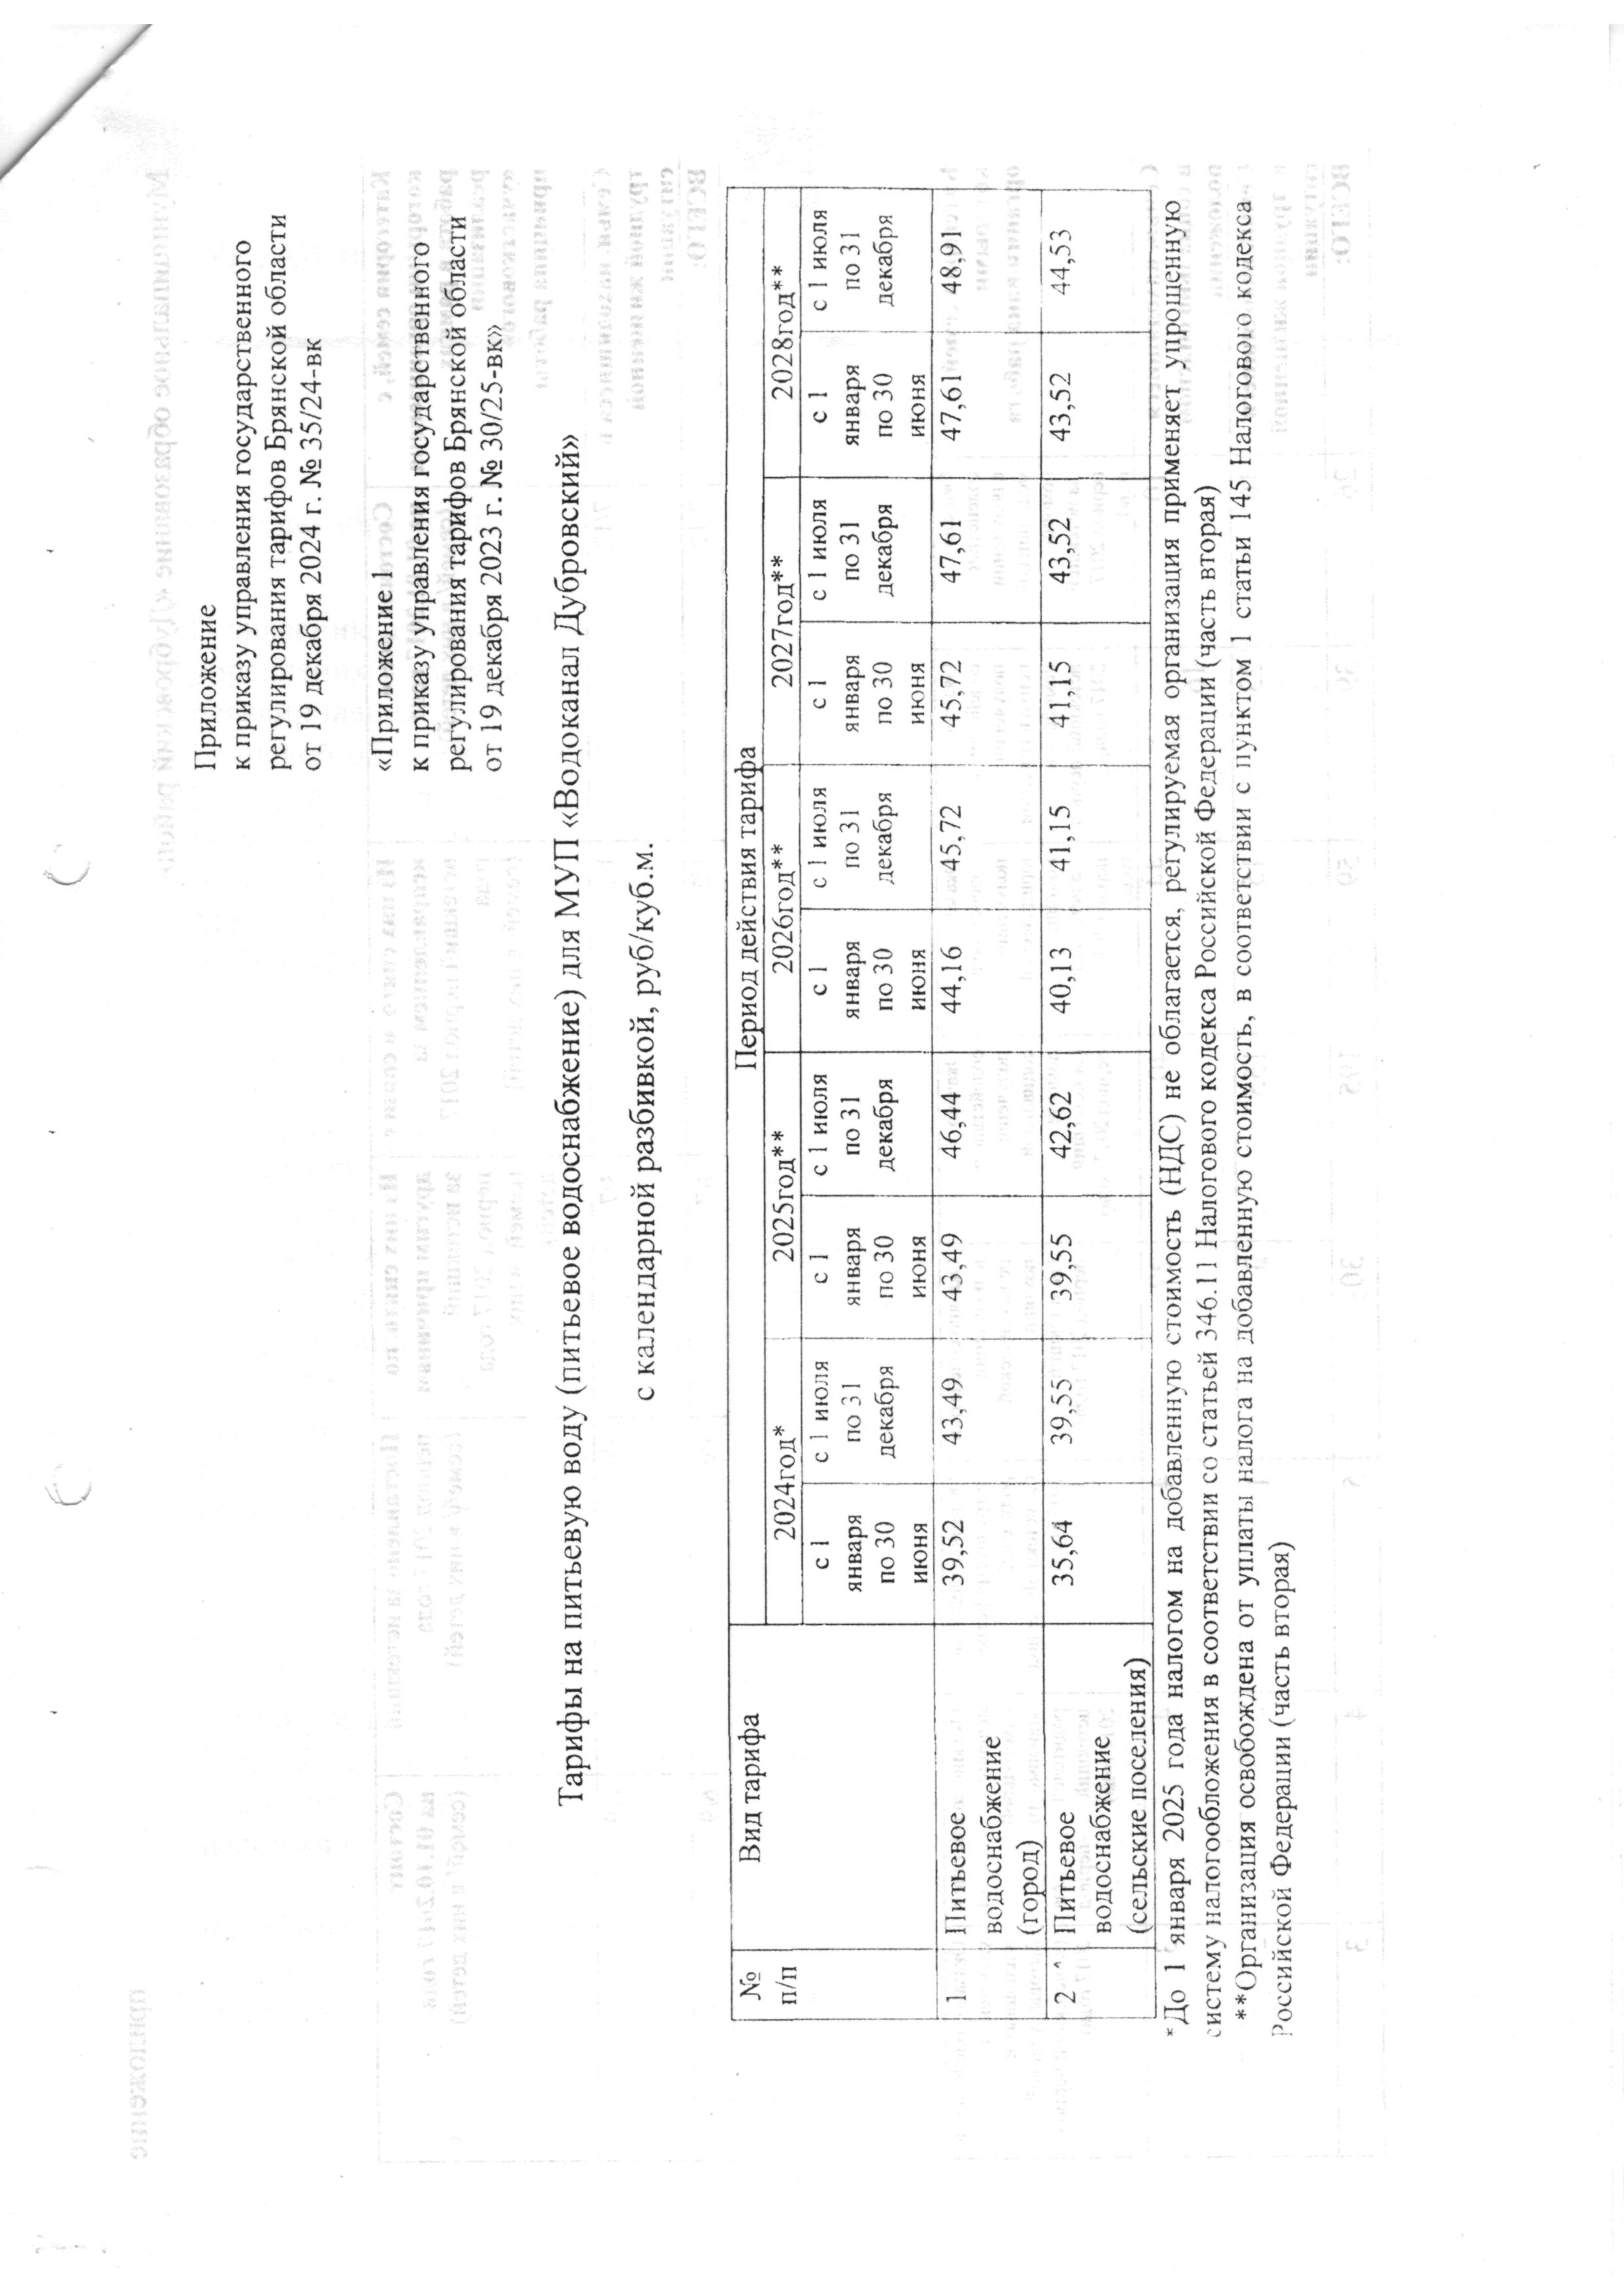 Приложение
к приказу управления государственного
регулирования тарифов Брянской области
от 19 декабря 2024 г. № 35/24-вк
«Приложение 1
к приказу управления государственного
регулирования тарифов Брянской области
от 19 декабря 2023 г. № 30/25-вк»
Тарифы на питьевую воду (питьевое водоснабжение) для МУП «Водоканал Дубровский»
с календарной разбивкой, руб/куб.м.
№ п/п Вид тарифа Период действия тарифа
2024год* 2025год** 2026год** 2027год** 2028год**
с 1 января по 30 июня с 1 июля по 31 декабря с 1 января по 30 июня с 1 июля по 31 декабря с 1 января по 30 июня с 1 июля по 31 декабря с 1 января по 30 июня с 1 июля по 31 декабря с 1 января по 30 июня с 1 июля по 31 декабря
1 Питьевое водоснабжение (город) 39,52 43,49 43,49 46,44 44,16 45,72 45,72 47,61 47,61 48,91
2 Питьевое водоснабжение (сельские поселения) 35,64 39,55 39,55 42,62 40,13 41,15 41,15 43,52 43,52 44,53
*До 1 января 2025 года налогом на добавленную стоимость (НДС) не облагается, регулируемая организация применяет упрощенную
систему налогообложения в соответствии со статьей 346.11 Налогового кодекса Российской Федерации (часть вторая)
**Организация освобождена от уплаты налога на добавленную стоимость, в соответствии с пунктом 1 статьи 145 Налогового кодекса
Российской Федерации (часть вторая)